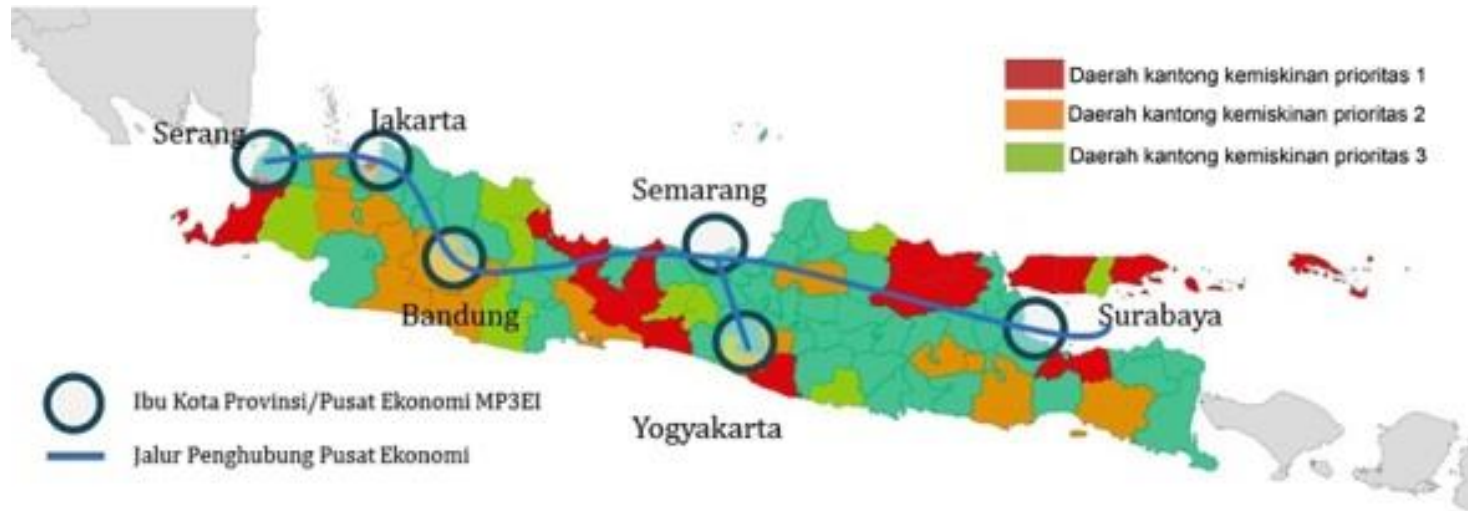 Daerah kantong kemiskinan prioritas 1
Daerah kantong kemiskinan prioritas 2
Daerah kantong kemiskinan prioritas 3
Serang
Jakarta
Semarang
Bandung
Surabaya
Yogyakarta
Ibu Kota Provinsi/Pusat Ekonomi MP3EI
Jalur Penghubung Pusat Ekonomi